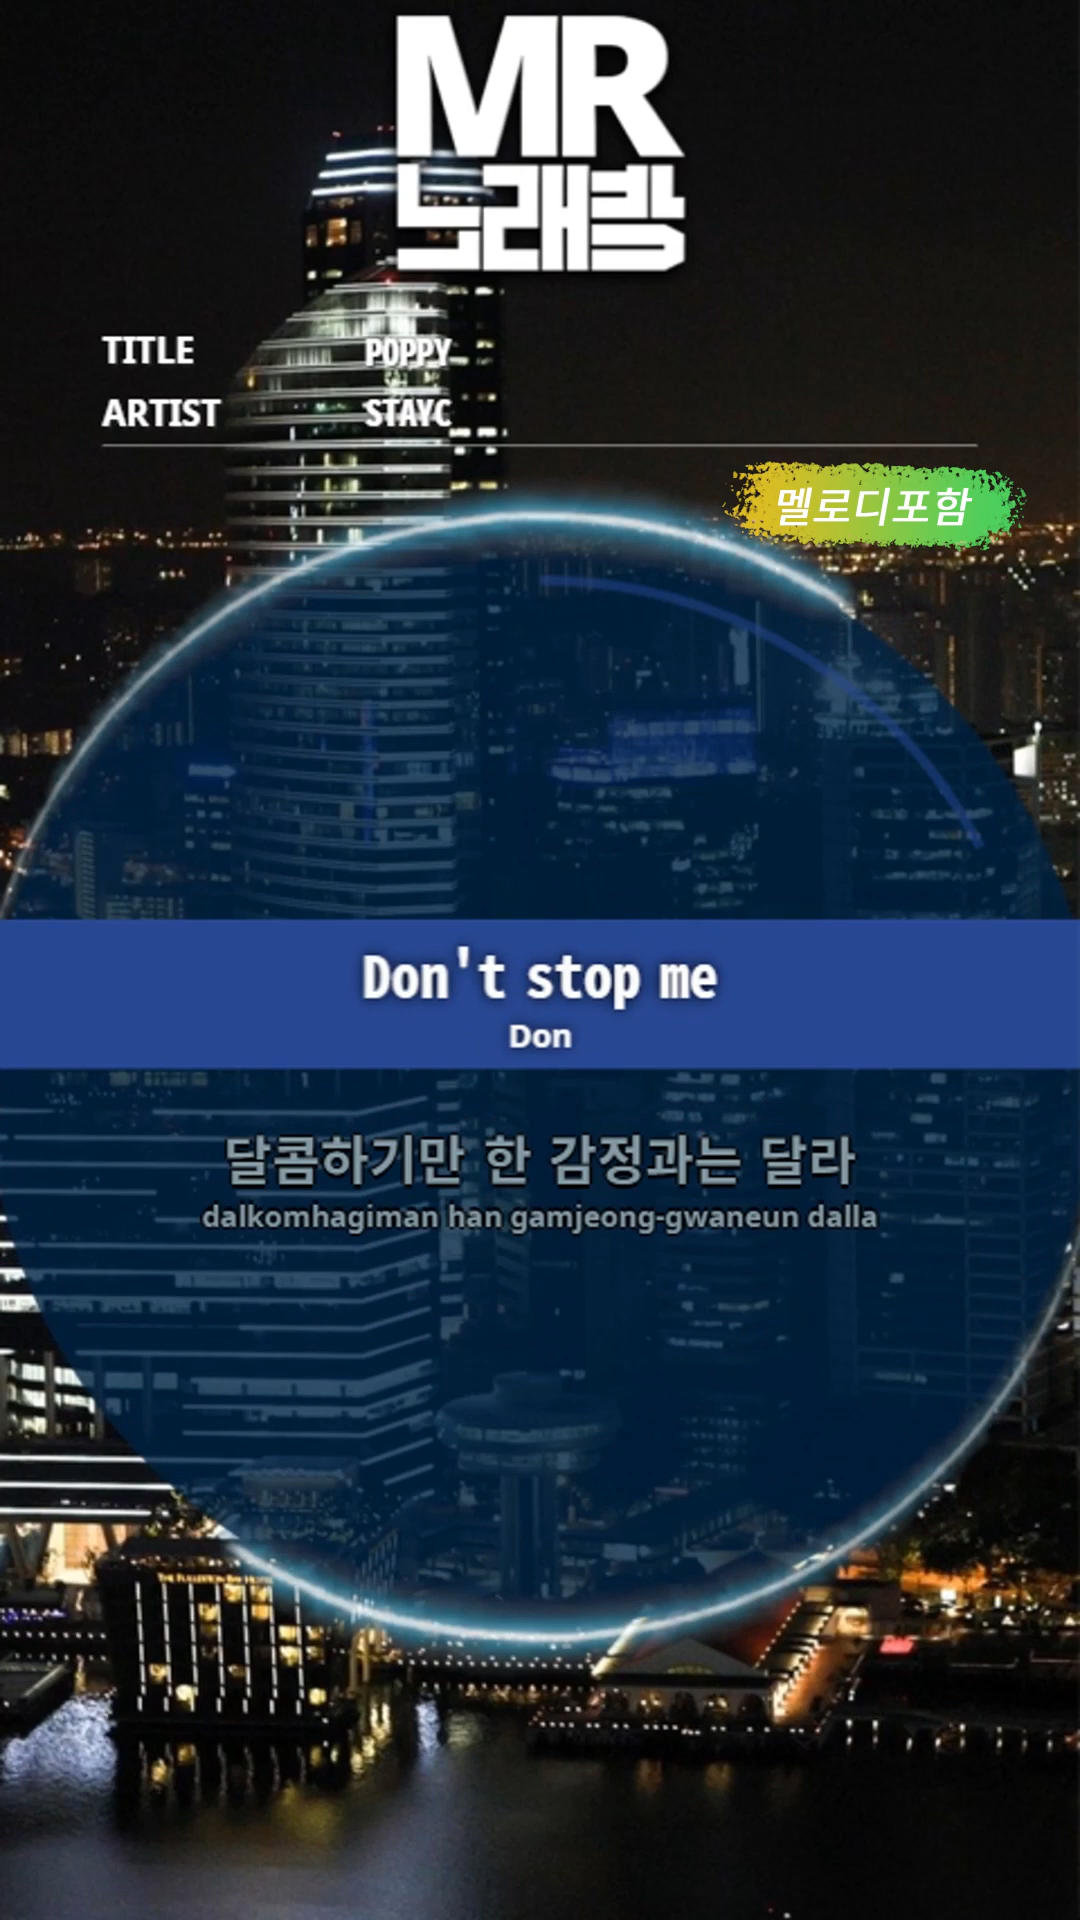 MR
노래방
TITLE POPPY
ARTIST STAYC
멜로디포함
Don't stop me
Don
달콤하기만 한 감정과는 달라
dalkomhagiman han gamjeong-gwaneun dalla